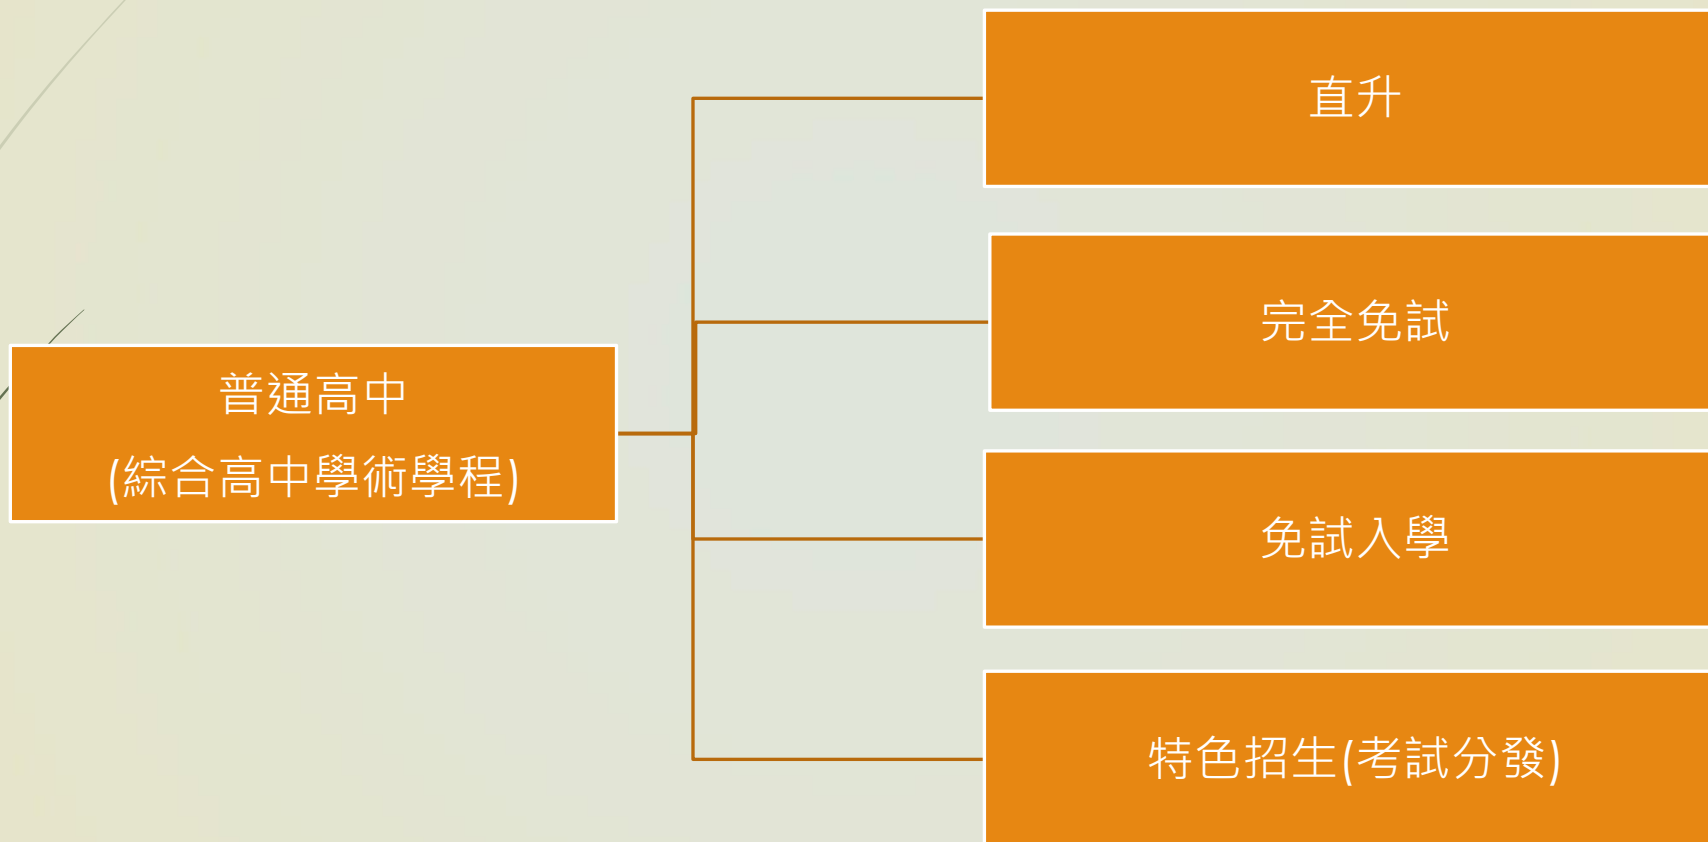 普通高中
(綜合高中學術學程)
直升
完全免試
免試入學
特色招生(考試分發)